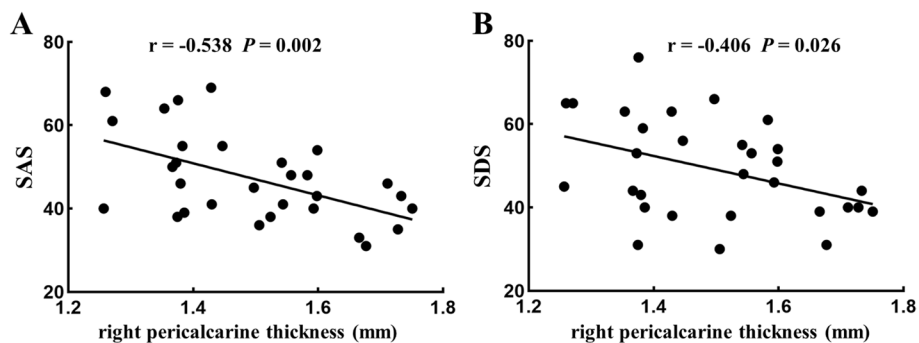 A
r = -0.538 P = 0.002
SAS
80
60
40
20
1.2 1.4 1.6 1.8
right pericalcarine thickness (mm)
B
r = -0.406 P = 0.026
SDS
80
60
40
20
1.2 1.4 1.6 1.8
right pericalcarine thickness (mm)